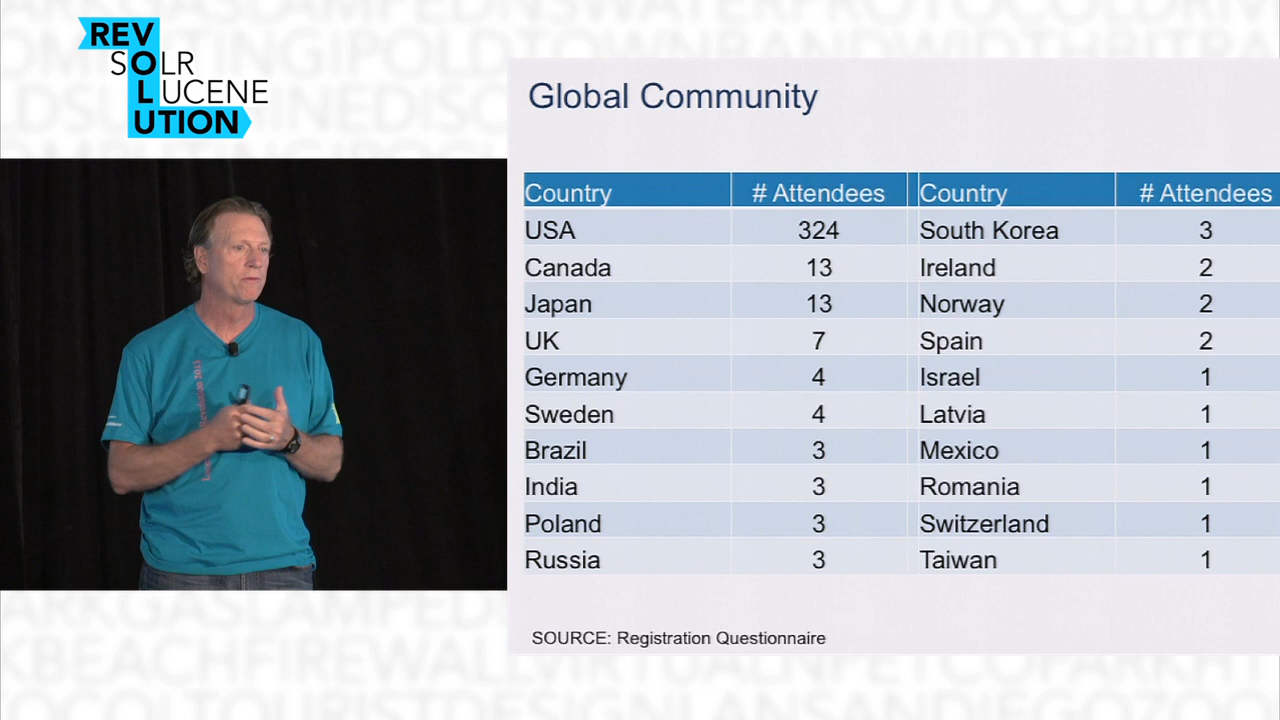 REV
SOLR
LUCENE
UTION
Global Community
Country # Attendees Country # Attendees
USA 324 South Korea 3
Canada 13 Ireland 2
Japan 13 Norway 2
UK 7 Spain 2
Germany 4 Israel 1
Sweden 4 Latvia 1
Brazil 3 Mexico 1
India 3 Romania 1
Poland 3 Switzerland 1
Russia 3 Taiwan 1
SOURCE: Registration Questionnaire